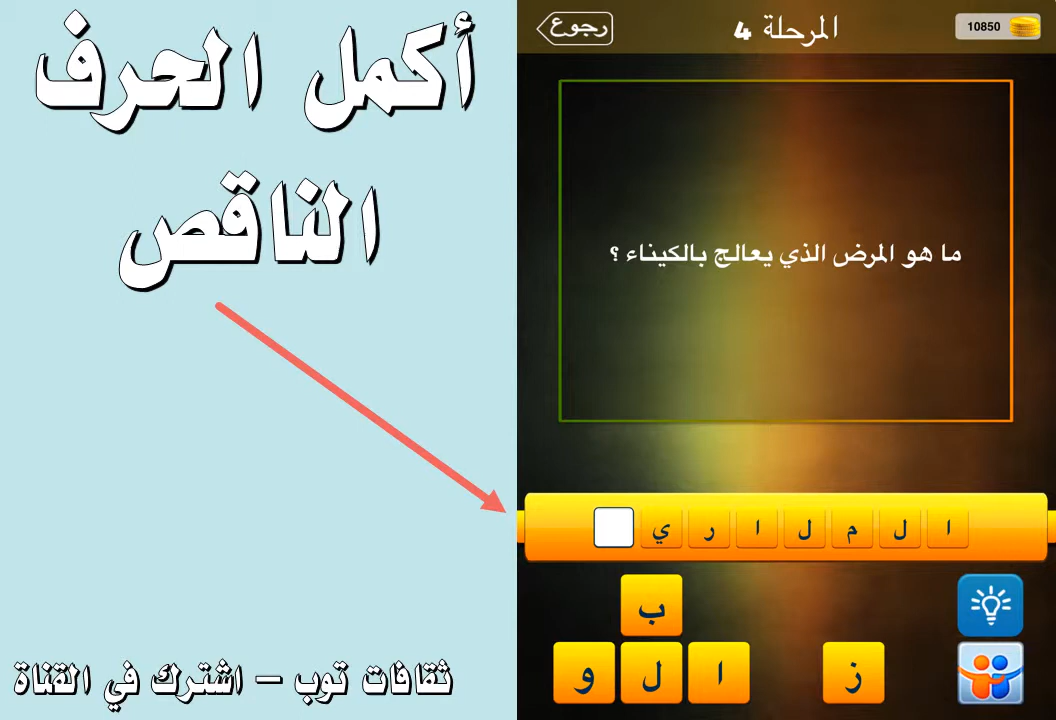 أكمل الحرف
الناقص
ثقافات توب – اشترك في القناة
رجوع
المرحلة 4
10850
ما هو المرض الذي يعالج بالكيناء ؟
ا ل م ل ا ر ي
ب
ز ا ل و